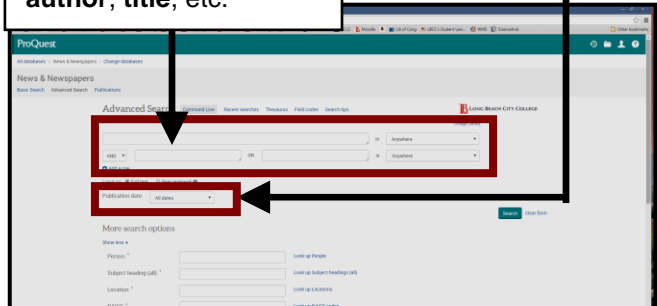 author, title, etc.
ProQuest
All databases > News & Newspapers > Change databases
News & Newspapers
Basic Search Advanced Search Publications
Advanced Search Command Line Recent searches Thesaurus Field codes Search tips
LONG BEACH CITY COLLEGE
in Anywhere
AND OR in Anywhere
Add a row
Publication date: All dates
Search Clear form
More search options
Show less
Person: Look up People
Subject heading (all): Look up Subject headings (all)
Location: Look up Locations